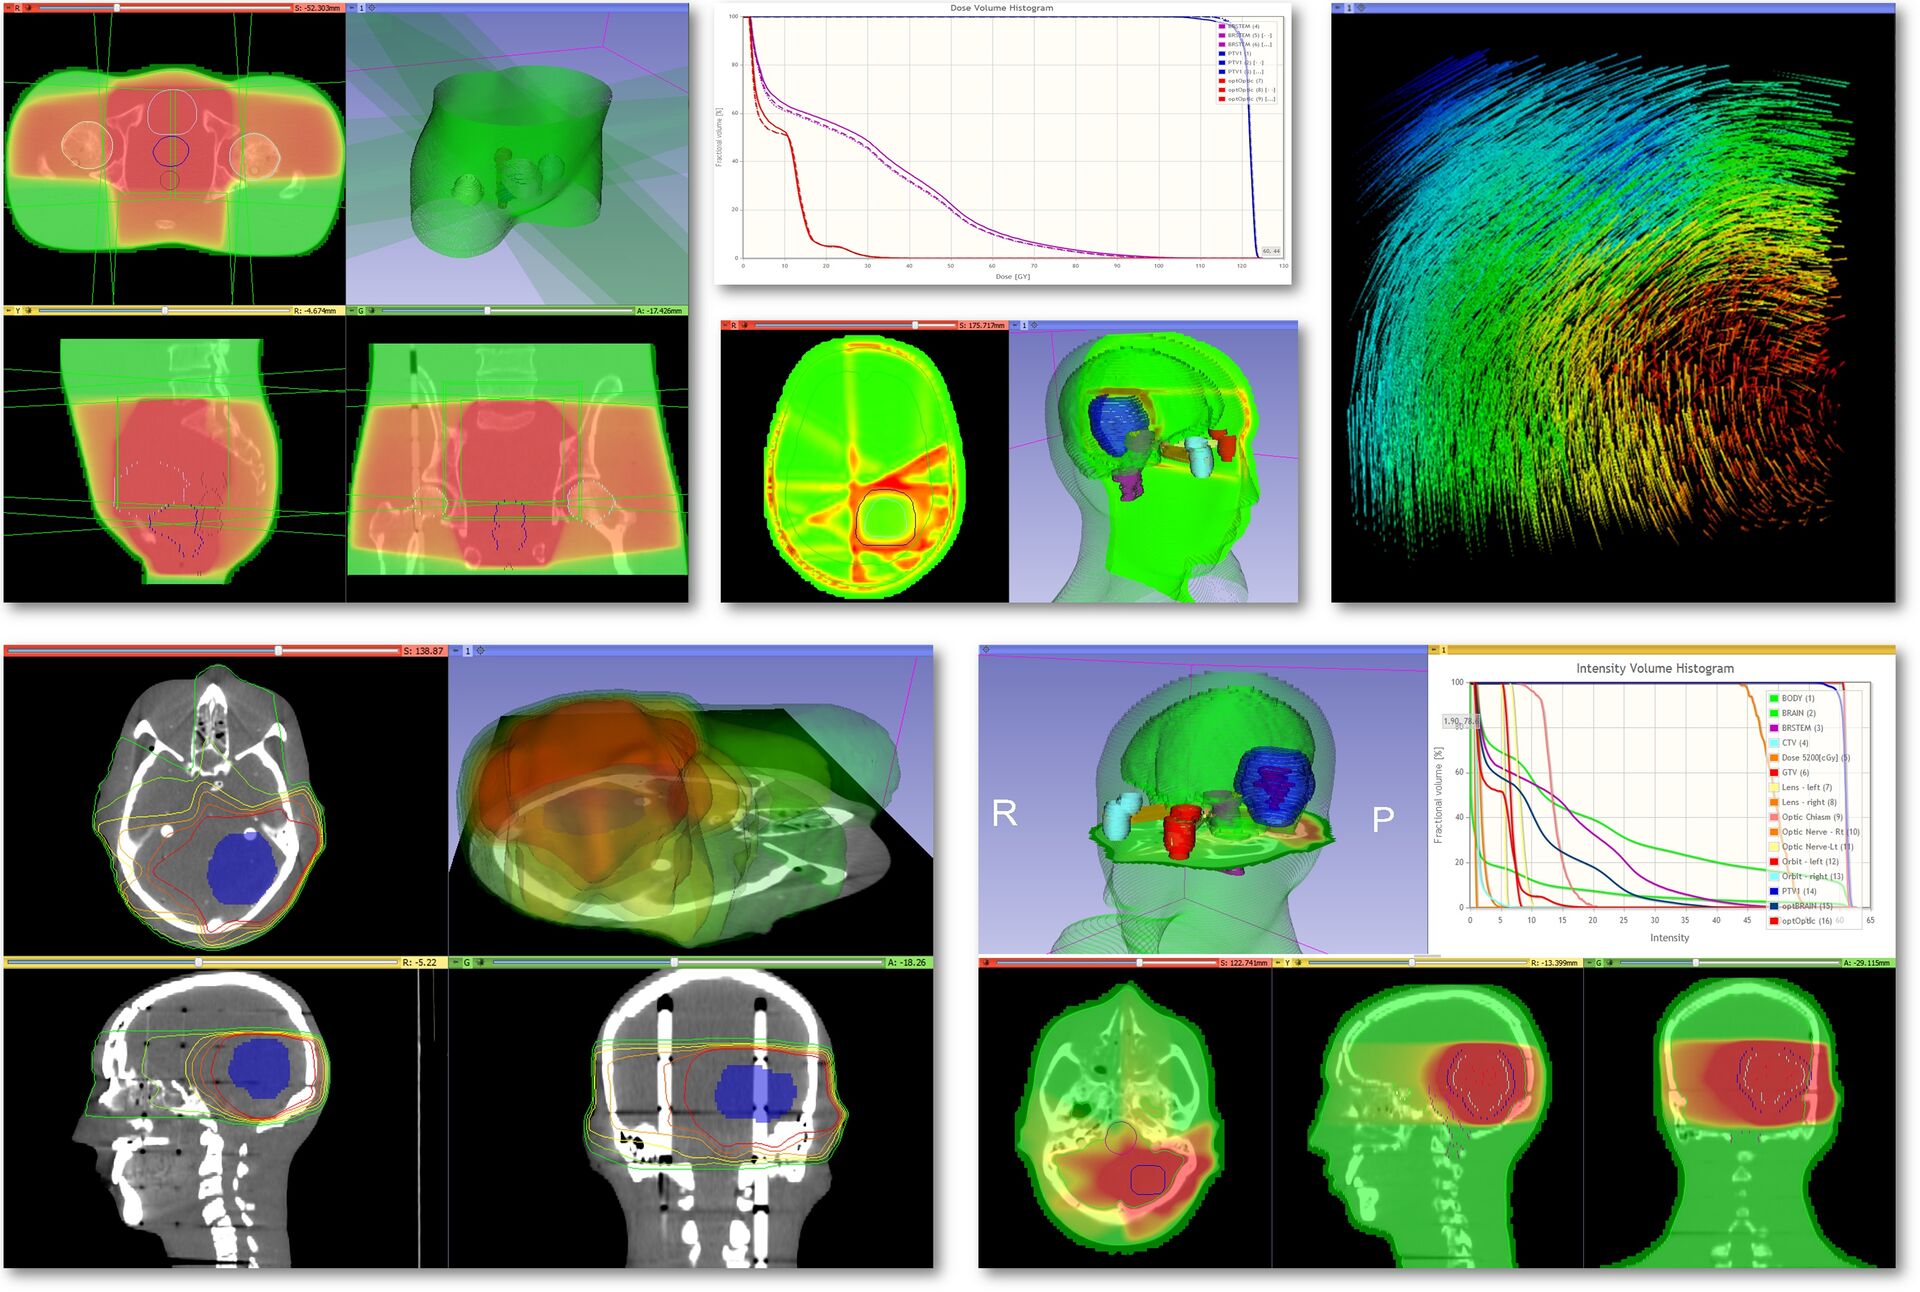 R S: -52.303mm
1
Y R: -4.674mm
G A: -17.426mm
Dose Volume Histogram
Fractional volume [%]
100
80
60
40
20
0
0 10 20 30 40 50 60 70 80 90 100 110 120 130
Dose [GY]
BRSTEM (4)
BRSTEM (5) [- -]
BRSTEM (6) [...]
PTV1 (1)
PTV1 (2) [- -]
PTV1 (3) [...]
optOptic (7)
optOptic (8) [- -]
optOptic (9) [...]
60, 44
R S: 175.717mm
1
1
S: 138.87
1
R: -5.22
G A: -18.26
R P
1
Intensity Volume Histogram
Fractional volume [%]
100
80
60
40
20
0
0 5 10 15 20 25 30 35 40 45 60 65
Intensity
BODY (1)
BRAIN (2)
BRSTEM (3)
CTV (4)
Dose 5200[cGy] (5)
GTV (6)
Lens - left (7)
Lens - right (8)
Optic Chiasm (9)
Optic Nerve - Rt (10)
Optic Nerve-Lt (11)
Orbit - left (12)
Orbit - right (13)
PTV1 (14)
optBRAIN (15)
optOptic (16)
S: 122.741mm
Y R: -13.399mm
G A: -29.115mm